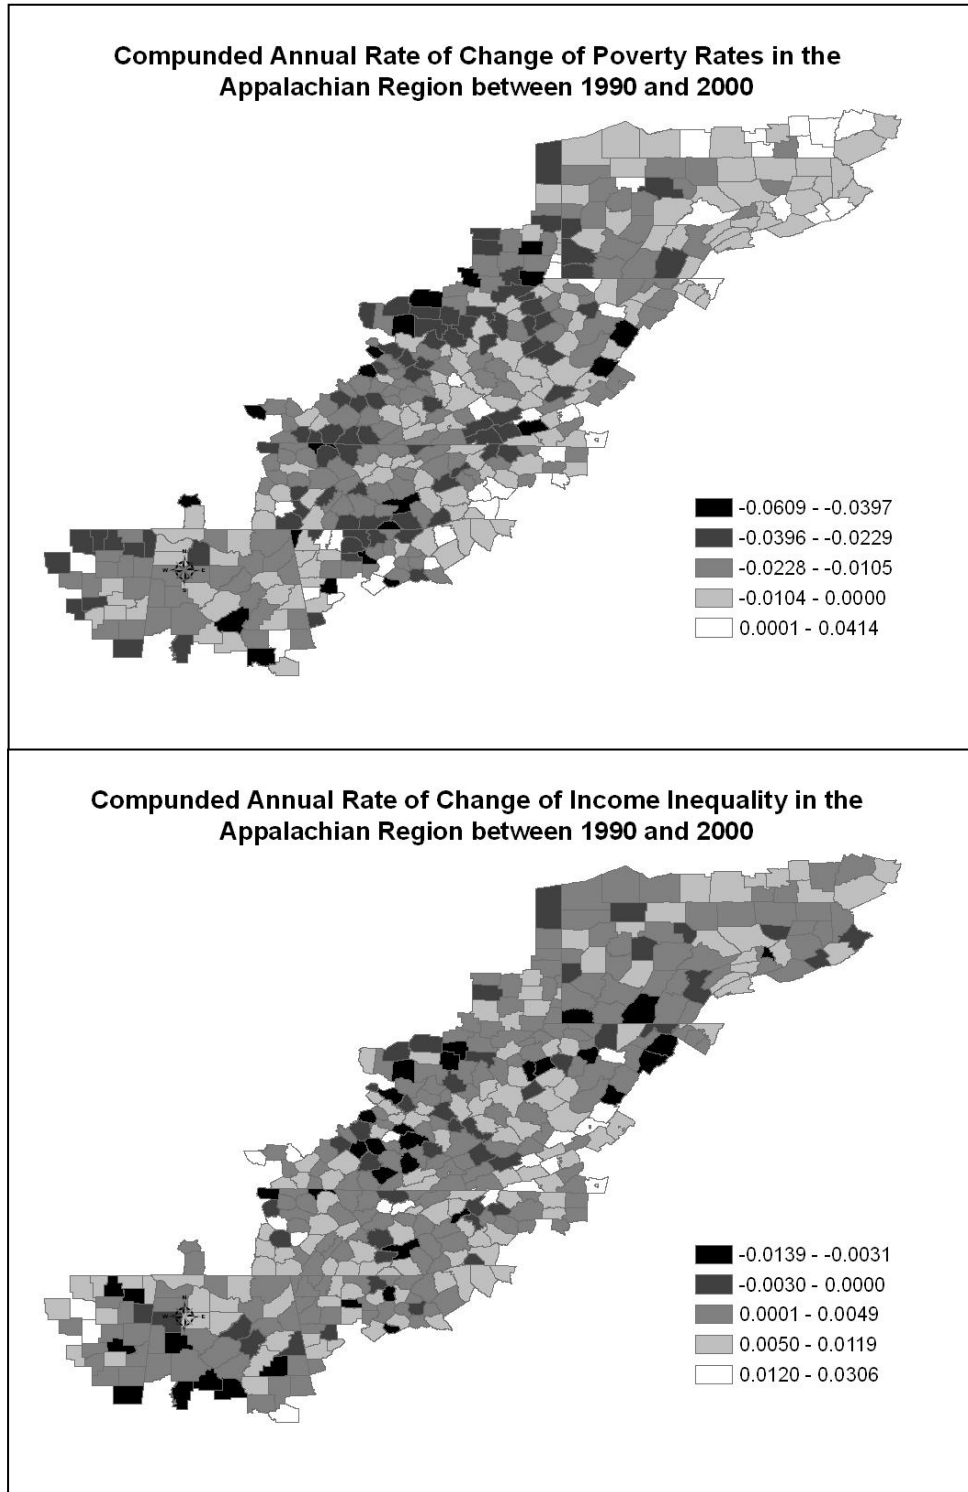 Compunded Annual Rate of Change of Poverty Rates in the
Appalachian Region between 1990 and 2000
N
W E
S
-0.0609 - -0.0397
-0.0396 - -0.0229
-0.0228 - -0.0105
-0.0104 - 0.0000
0.0001 - 0.0414
Compunded Annual Rate of Change of Income Inequality in the
Appalachian Region between 1990 and 2000
N
W E
S
-0.0139 - -0.0031
-0.0030 - 0.0000
0.0001 - 0.0049
0.0050 - 0.0119
0.0120 - 0.0306